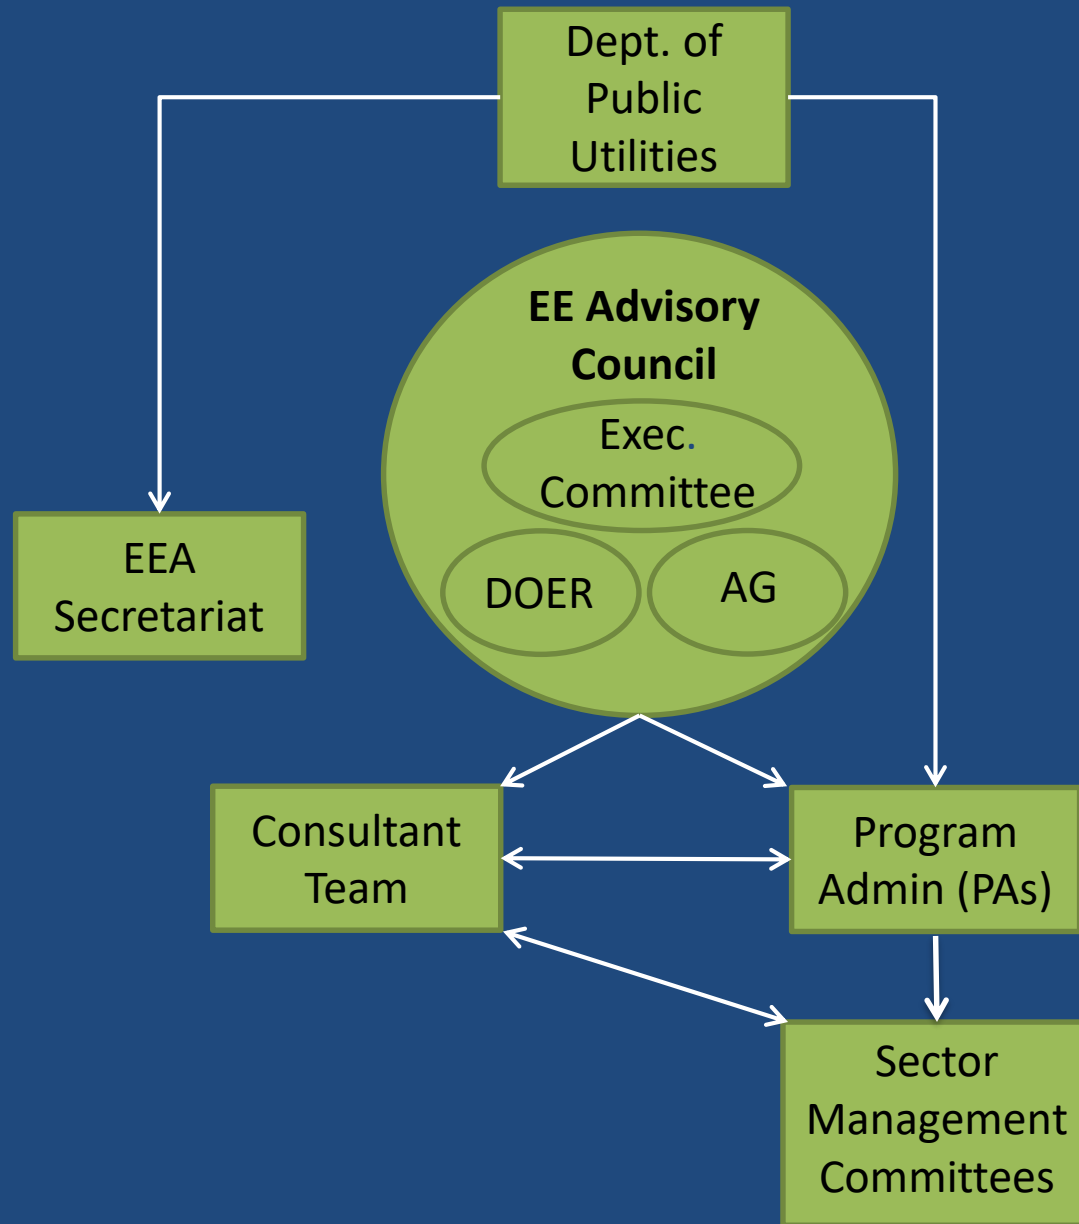 Dept. of
Public
Utilities
EE Advisory
Council
Exec.
Committee
DOER
AG
EEA
Secretariat
Consultant
Team
Program
Admin (PAs)
Sector
Management
Committees